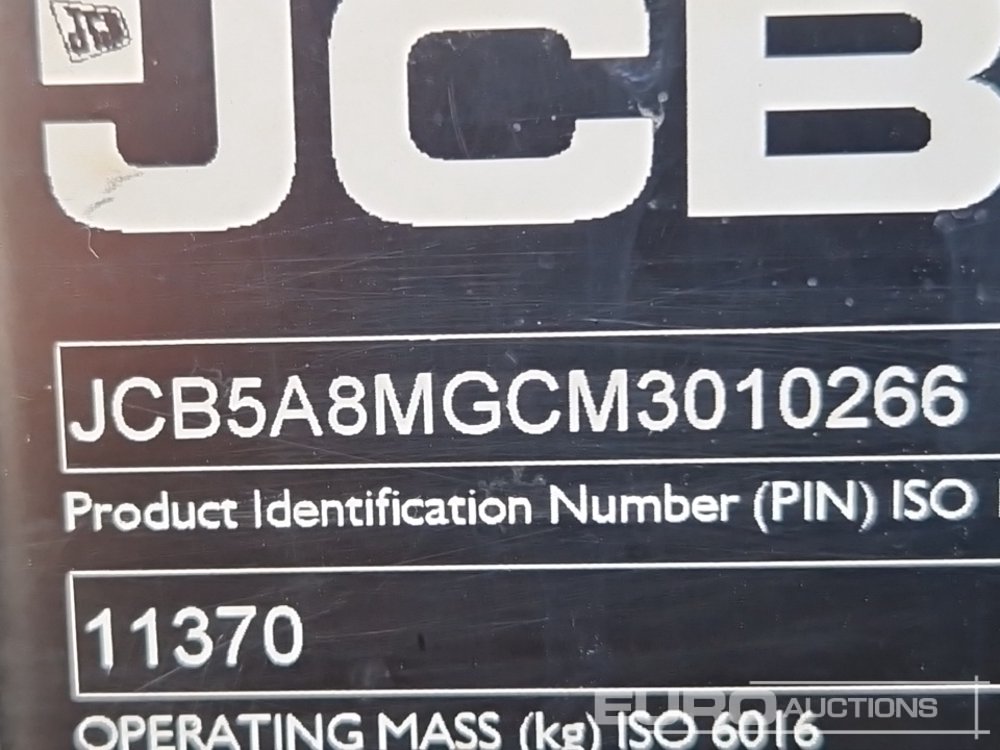 JCB
JCB
JCB5A8MGCM3010266
Product Identification Number (PIN) ISO
11370
OPERATING MASS (kg) ISO 6016
EURO AUCTIONS